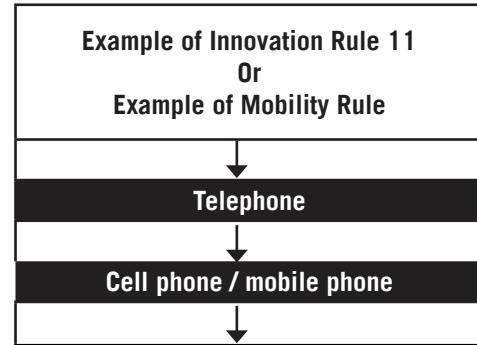 Example of Innovation Rule 11
Or
Example of Mobility Rule
Telephone
Cell phone / mobile phone